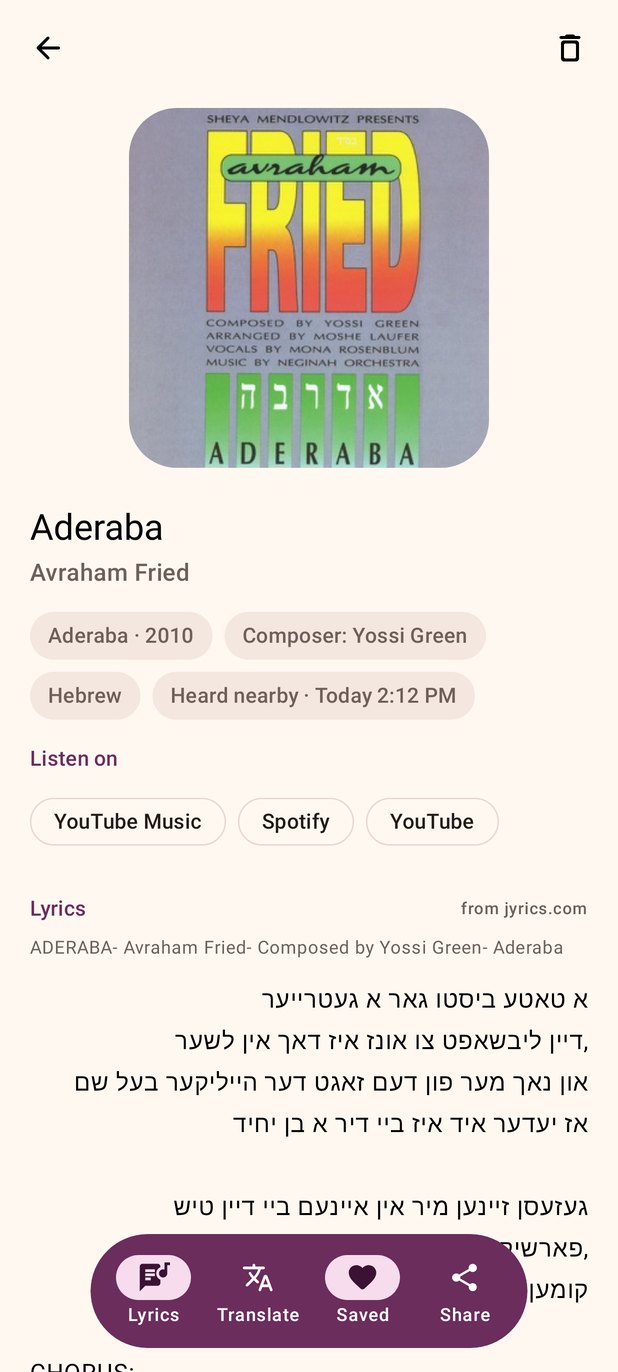 SHEYA MENDLOWITZ PRESENTS
FRIED
avraham
COMPOSED BY YOSSI GREEN
ARRANGED BY MOSHE LAUFER
VOCALS BY MONA ROSENBLUM
MUSIC BY NEGINAH ORCHESTRA
אדרבה
ADERABA
Aderaba
Avraham Fried
Aderaba · 2010
Composer: Yossi Green
Hebrew
Heard nearby · Today 2:12 PM
Listen on
YouTube Music
Spotify
YouTube
Lyrics
from jyrics.com
ADERABA- Avraham Fried- Composed by Yossi Green- Aderaba
א טאטע ביסטו גאר א געטרייער
דיין ליבשאפט צו אונז איז דאך אין לשער,
און נאך מער פון דעם זאגט דער הייליקער בעל שם
אז יעדער איד איז ביי דיר א בן יחיד
געזעסן זיינען מיר אין איינעם ביי דיין טיש
קומען
CHORUS:
Lyrics
Translate
Saved
Share